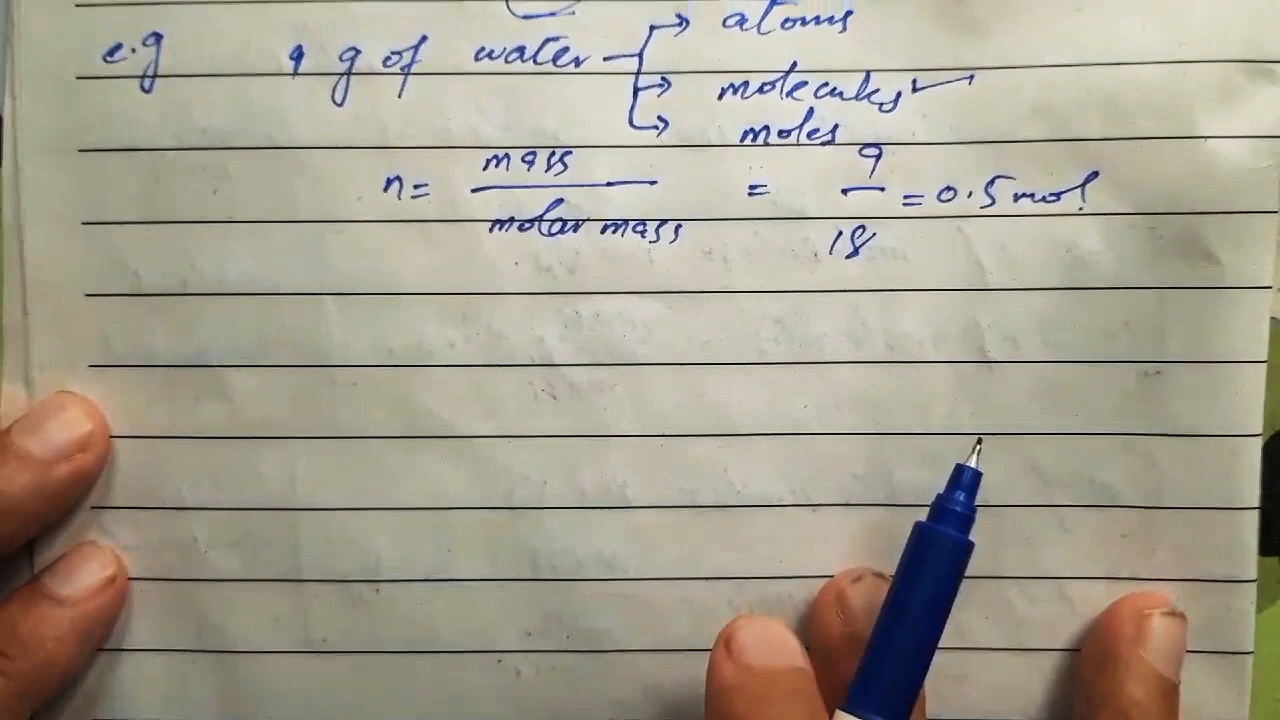 → atoms
e.g 9 g of water → molecules
→ moles
n = mass / molar mass = 9 / 18 = 0.5 mol